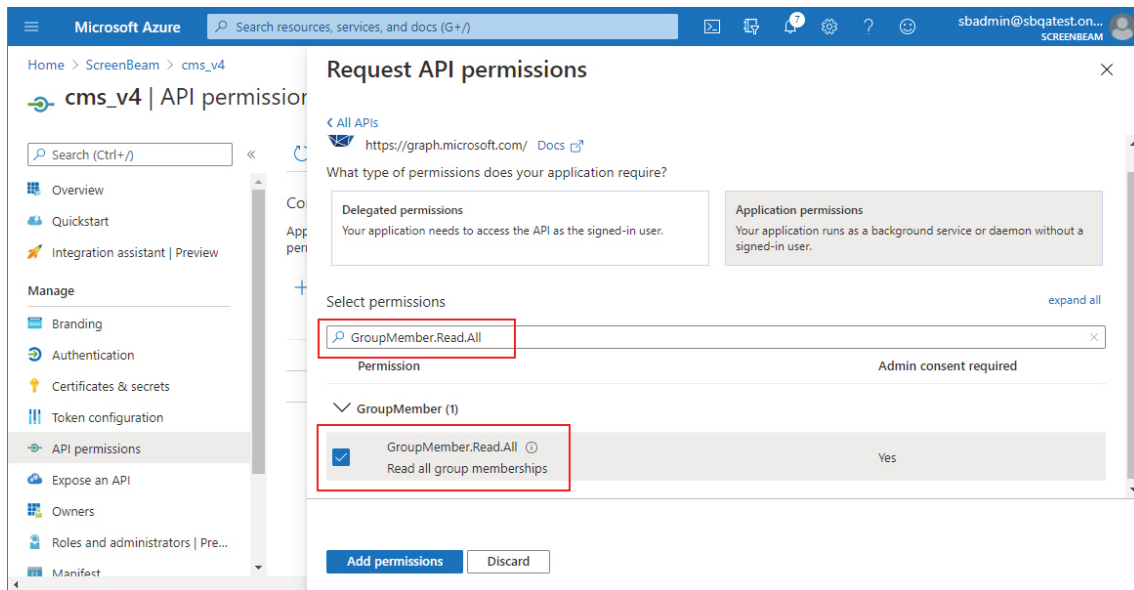 Microsoft Azure
Search resources, services, and docs (G+/)
7
sbadmin@sbqatest.on...
SCREENBEAM
Home > ScreenBeam > cms_v4
cms_v4 | API permission
Search (Ctrl+/)
«
Overview
Quickstart
Integration assistant | Preview
Manage
Branding
Authentication
Certificates & secrets
Token configuration
API permissions
Expose an API
Owners
Roles and administrators | Pre...
Manifest
Co
App
per
Request API permissions
All APIs
https://graph.microsoft.com/ Docs
What type of permissions does your application require?
Delegated permissions
Your application needs to access the API as the signed-in user.
Application permissions
Your application runs as a background service or daemon without a
signed-in user.
Select permissions
expand all
GroupMember.Read.All
Permission
Admin consent required
GroupMember (1)
GroupMember.Read.All
Read all group memberships
Yes
Add permissions
Discard